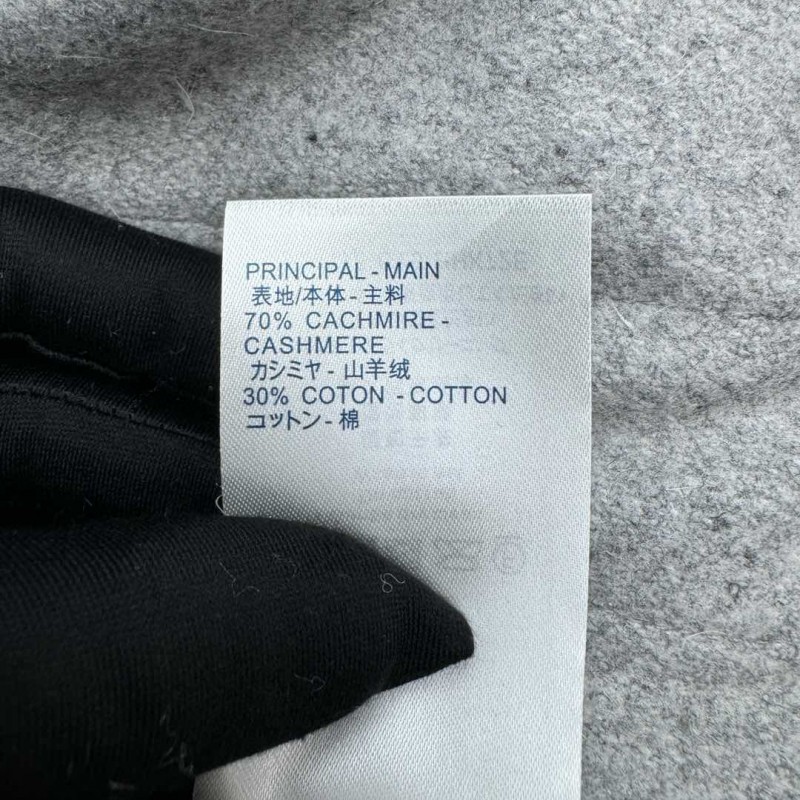 PRINCIPAL - MAIN
表地/本体 - 主料
70% CACHMIRE -
CASHMERE
カシミヤ - 山羊绒
30% COTON - COTTON
コットン - 棉